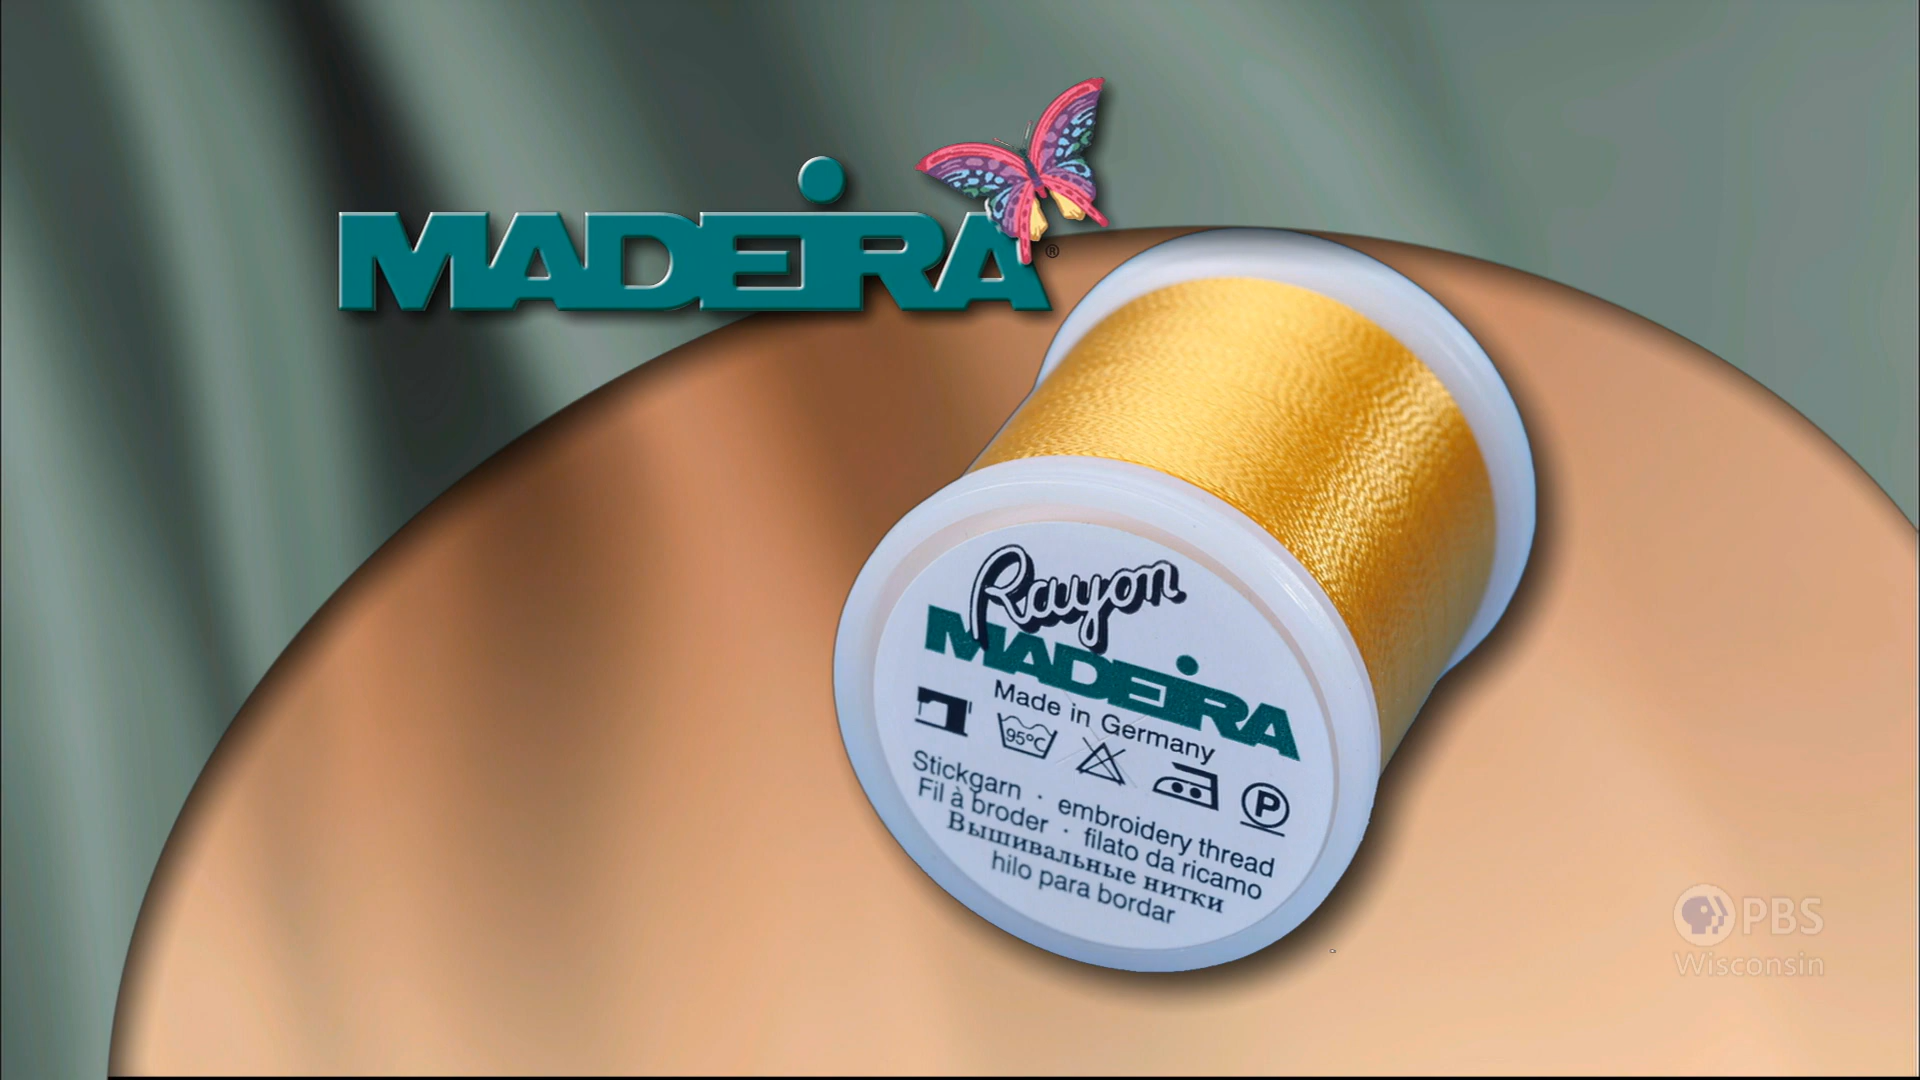 MADEIRA®
Rayon
MADEIRA
Made in Germany
95°C
P
Stickgarn · embroidery thread
Fil à broder · filato da ricamo
Вышивальные нитки
hilo para bordar
PBS
Wisconsin